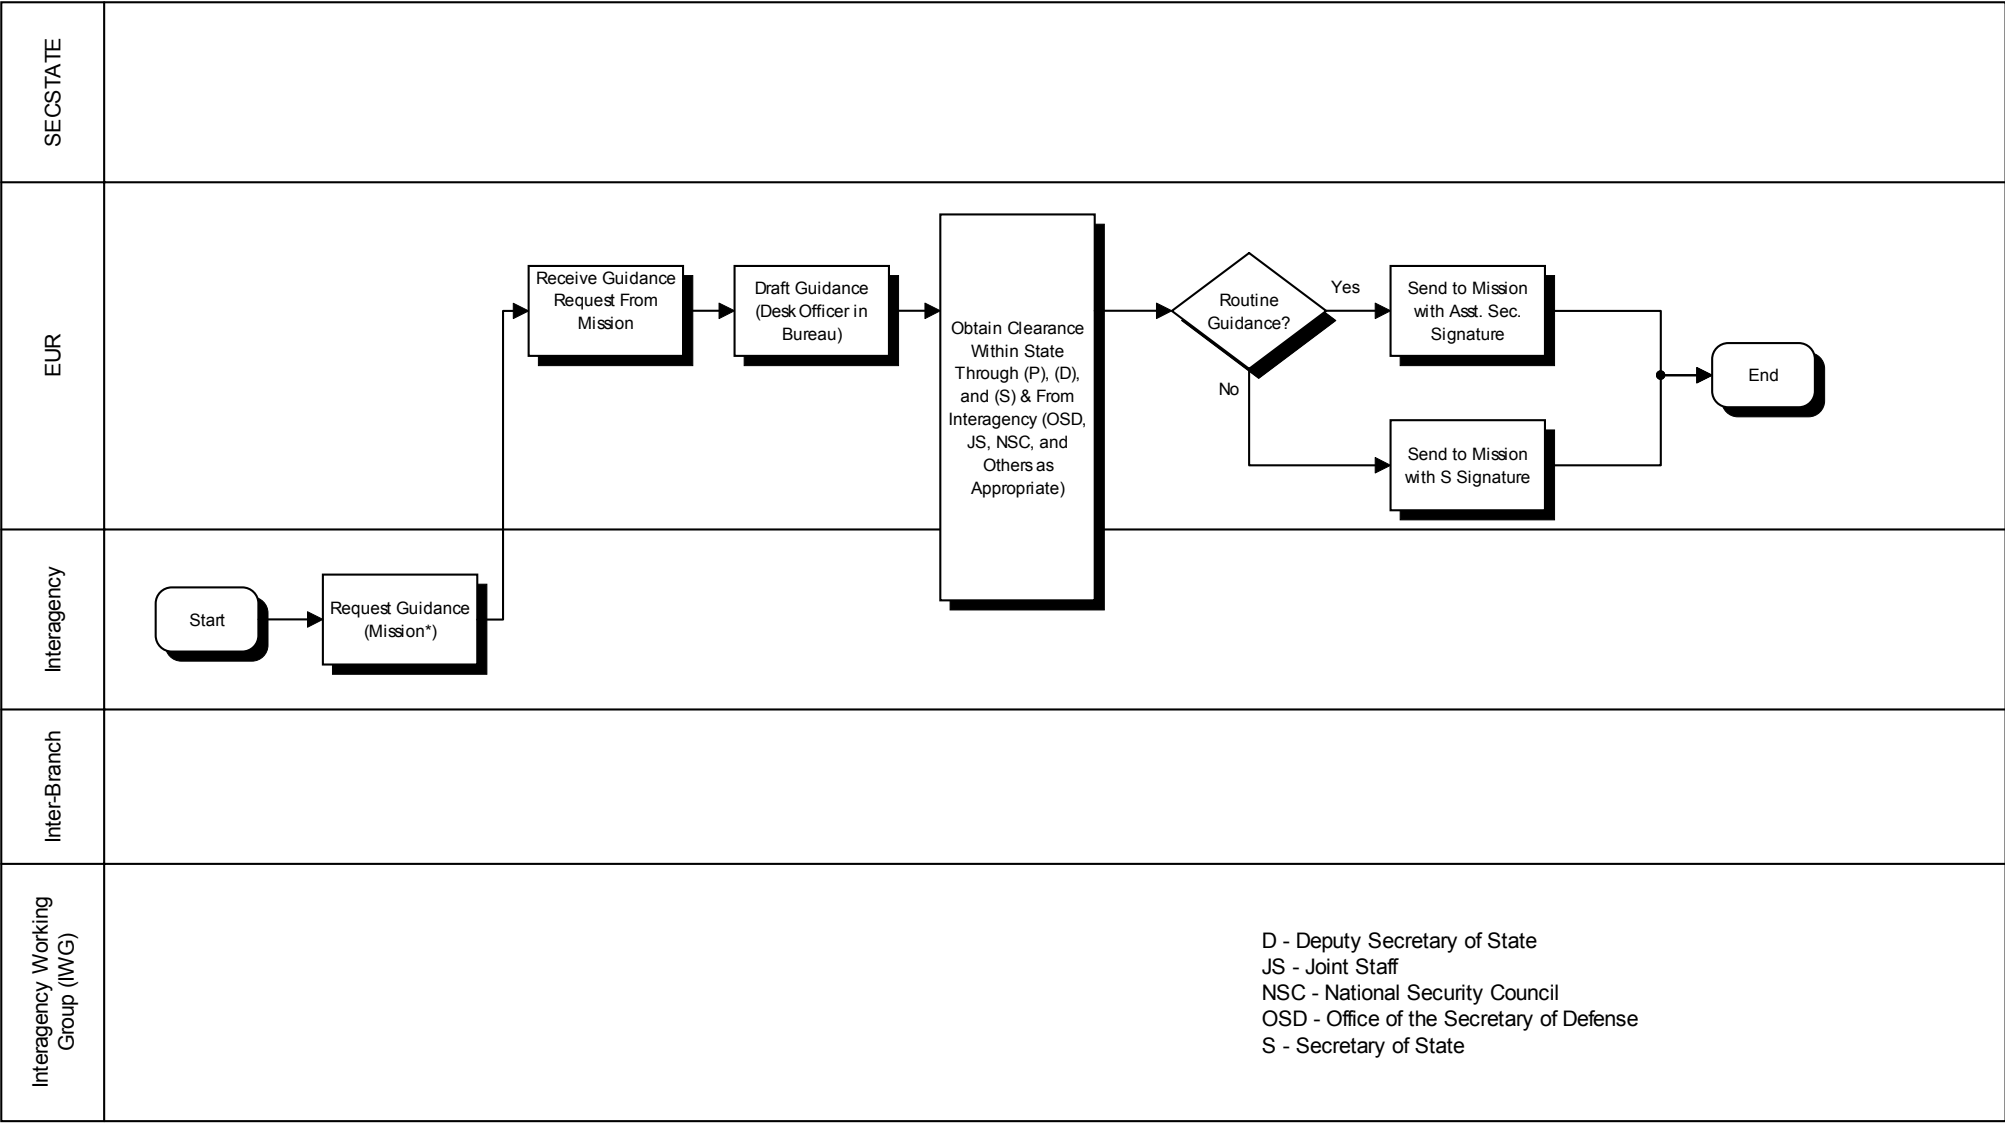 SECSTATE
EUR
Receive Guidance
Request From
Mission
Draft Guidance
(Desk Officer in
Bureau)
Obtain Clearance
Within State
Through (P), (D),
and (S) & From
Interagency (OSD,
JS, NSC, and
Others as
Appropriate)
Routine
Guidance?
Yes
No
Send to Mission
with Asst. Sec.
Signature
Send to Mission
with S Signature
End
Interagency
Start
Request Guidance
(Mission*)
Inter-Branch
Interagency Working
Group (IWG)
D - Deputy Secretary of State
JS - Joint Staff
NSC - National Security Council
OSD - Office of the Secretary of Defense
S - Secretary of State